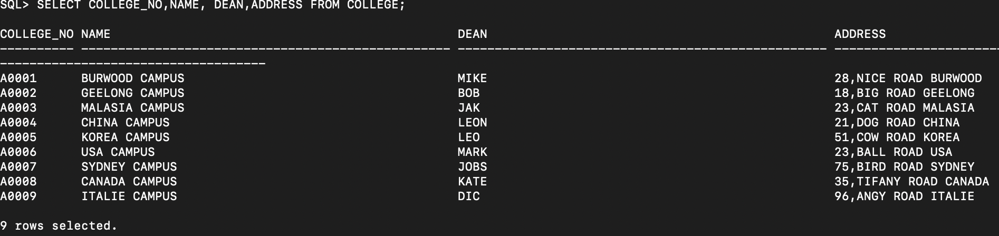 SQL> SELECT COLLEGE_NO,NAME, DEAN,ADDRESS FROM COLLEGE;
COLLEGE_NO NAME DEAN ADDRESS
---------- -------------------------------------------------- -------------------------------------------------- -----------------------
------------------------------------
A0001 BURWOOD CAMPUS MIKE 28,NICE ROAD BURWOOD
A0002 GEELONG CAMPUS BOB 18,BIG ROAD GEELONG
A0003 MALASIA CAMPUS JAK 23,CAT ROAD MALASIA
A0004 CHINA CAMPUS LEON 21,DOG ROAD CHINA
A0005 KOREA CAMPUS LEO 51,COW ROAD KOREA
A0006 USA CAMPUS MARK 23,BALL ROAD USA
A0007 SYDNEY CAMPUS JOBS 75,BIRD ROAD SYDNEY
A0008 CANADA CAMPUS KATE 35,TIFANY ROAD CANADA
A0009 ITALIE CAMPUS DIC 96,ANGY ROAD ITALIE
9 rows selected.